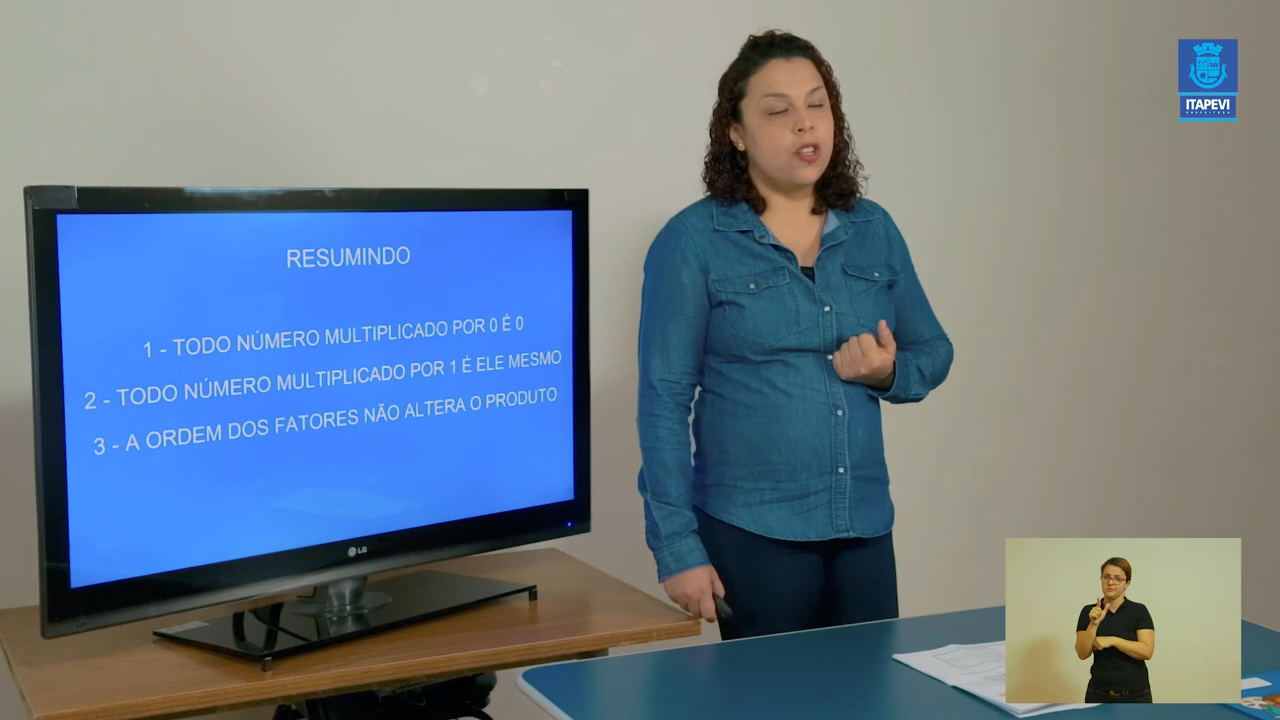 RESUMINDO
1 - TODO NÚMERO MULTIPLICADO POR 0 É 0
2 - TODO NÚMERO MULTIPLICADO POR 1 É ELE MESMO
3 - A ORDEM DOS FATORES NÃO ALTERA O PRODUTO
LG
ITAPEVI
PREFEITURA